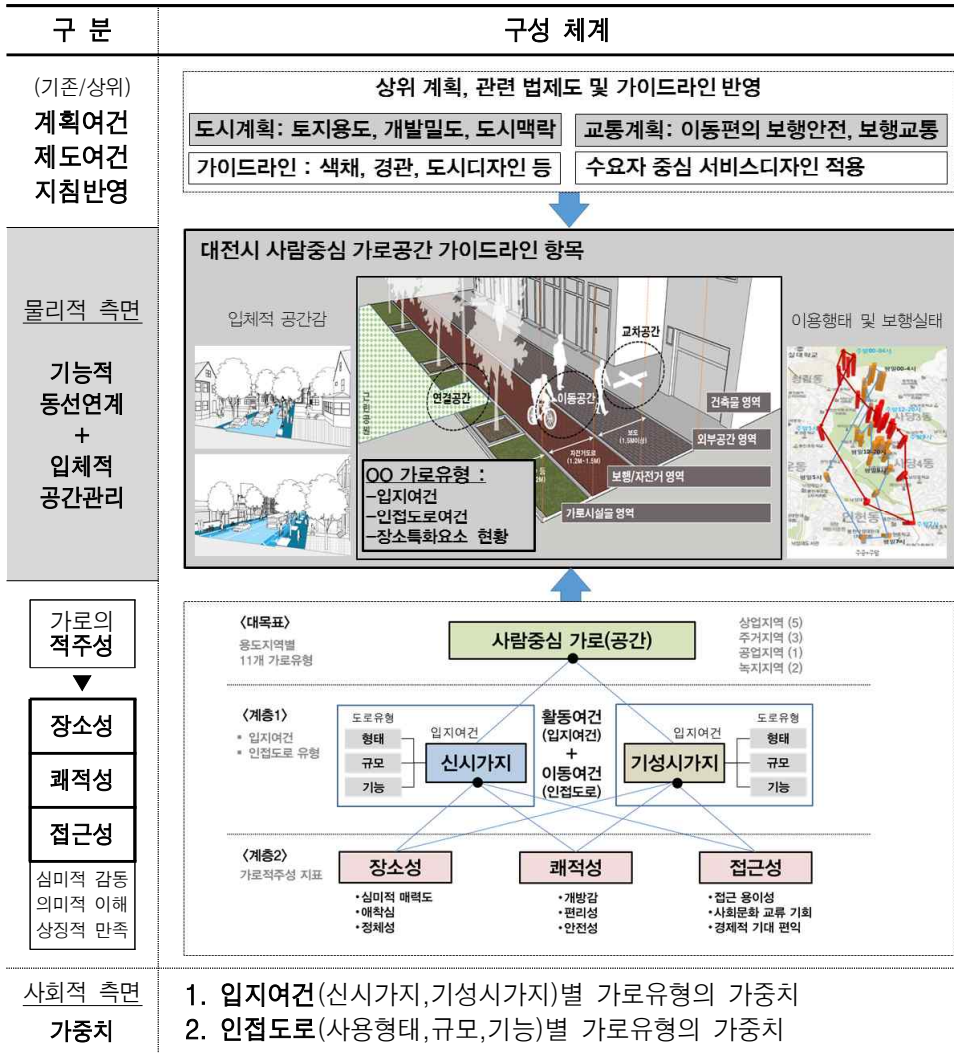 구 분
구성 체계
(기존/상위)
계획여건
제도여건
지침반영
상위 계획, 관련 법제도 및 가이드라인 반영
도시계획: 토지용도, 개발밀도, 도시맥락
교통계획: 이동편의 보행안전, 보행교통
가이드라인 : 색채, 경관, 도시디자인 등
수요자 중심 서비스디자인 적용
물리적 측면
기능적
동선연계
+
입체적
공간관리
대전시 사람중심 가로공간 가이드라인 항목
입체적 공간감
이용행태 및 보행실태
교차공간
연결공간
이동공간
건축물 영역
외부공간 영역
보행/자전거 영역
가로시설물 영역
근린공원
보도
(1.5M이상)
자전거도로
(1.2M~1.5M)
OO 가로유형 :
-입지여건
-인접도로여건
-장소특화요소 현황
가로의
적주성
▼
장소성
쾌적성
접근성
심미적 감동
의미적 이해
상징적 만족
<대목표>
용도지역별
11개 가로유형
사람중심 가로(공간)
상업지역 (5)
주거지역 (3)
공업지역 (1)
녹지지역 (2)
<계층1>
▪ 입지여건
▪ 인접도로 유형
도로유형
형태
규모
기능
입지여건
신시가지
활동여건
(입지여건)
+
이동여건
(인접도로)
입지여건
기성시가지
도로유형
형태
규모
기능
<계층2>
가로적주성 지표
장소성
•심미적 매력도
•애착심
•정체성
쾌적성
•개방감
•편리성
•안전성
접근성
•접근 용이성
•사회문화 교류 기회
•경제적 기대 편익
사회적 측면
가중치
1. 입지여건(신시가지,기성시가지)별 가로유형의 가중치
2. 인접도로(사용형태,규모,기능)별 가로유형의 가중치